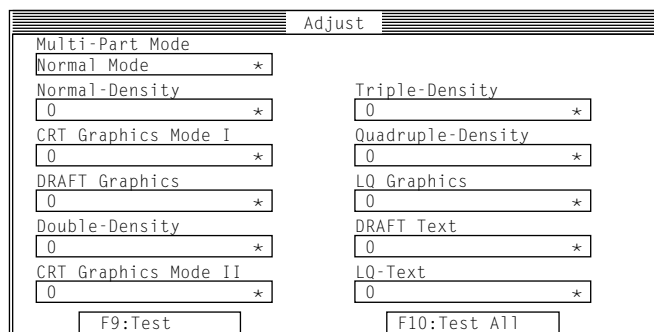 Adjust
Multi-Part Mode
Normal Mode *
Normal-Density Triple-Density
0 * 0 *
CRT Graphics Mode I Quadruple-Density
0 * 0 *
DRAFT Graphics LQ Graphics
0 * 0 *
Double-Density DRAFT Text
0 * 0 *
CRT Graphics Mode II LQ-Text
0 * 0 *
F9:Test F10:Test All